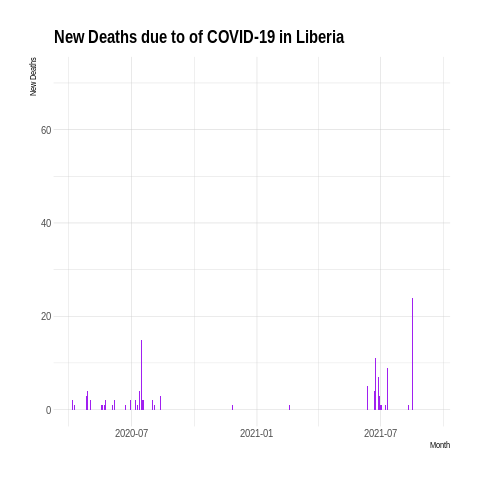 New Deaths due to of COVID-19 in Liberia
New Deaths
60
40
20
0
2020-07
2021-01
2021-07
Month